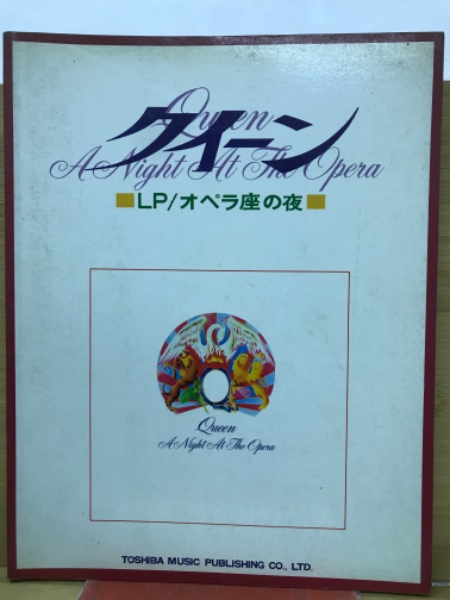 Queen
クイーン
A Night At The Opera
■LP/オペラ座の夜■
Queen
A Night At The Opera
TOSHIBA MUSIC PUBLISHING CO., LTD.